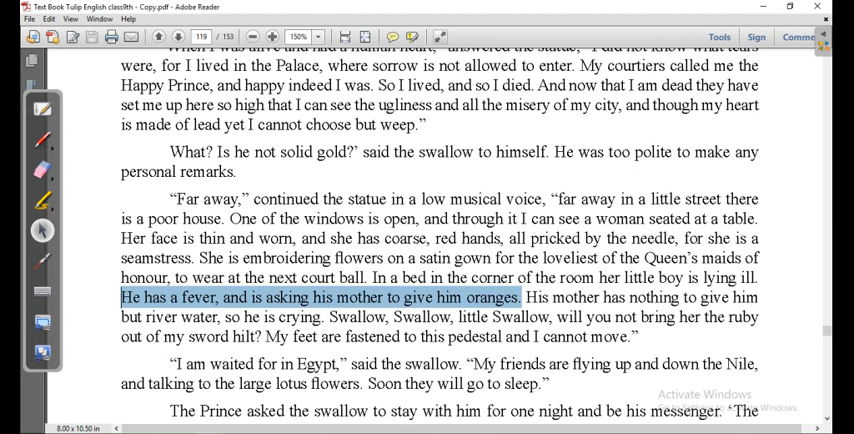 Text Book Tulip English class9th - Copy.pdf - Adobe Reader
File Edit View Window Help
119 / 153 150% Tools Sign Comme
When I was alive and had a human heart," answered the statue, "I did not know what tears
were, for I lived in the Palace, where sorrow is not allowed to enter. My courtiers called me the
Happy Prince, and happy indeed I was. So I lived, and so I died. And now that I am dead they have
set me up here so high that I can see the ugliness and all the misery of my city, and though my heart
is made of lead yet I cannot choose but weep."
What? Is he not solid gold?' said the swallow to himself. He was too polite to make any
personal remarks.
"Far away," continued the statue in a low musical voice, "far away in a little street there
is a poor house. One of the windows is open, and through it I can see a woman seated at a table.
Her face is thin and worn, and she has coarse, red hands, all pricked by the needle, for she is a
seamstress. She is embroidering flowers on a satin gown for the loveliest of the Queen's maids of
honour, to wear at the next court ball. In a bed in the corner of the room her little boy is lying ill.
He has a fever, and is asking his mother to give him oranges. His mother has nothing to give him
but river water, so he is crying. Swallow, Swallow, little Swallow, will you not bring her the ruby
out of my sword hilt? My feet are fastened to this pedestal and I cannot move."
"I am waited for in Egypt," said the swallow. "My friends are flying up and down the Nile,
and talking to the large lotus flowers. Soon they will go to sleep."
Activate Windows
Windows.
The Prince asked the swallow to stay with him for one night and be his messenger. "The
8.00 x 10.50 in